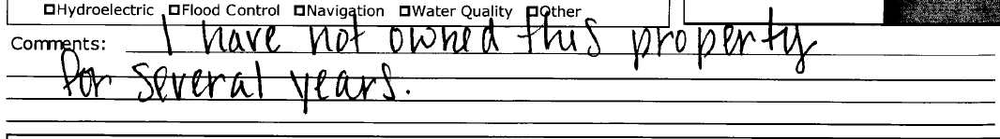 ☐Hydroelectric ☐Flood Control ☐Navigation ☐Water Quality ☐Other
Comments: I have not owned this property
for several years.